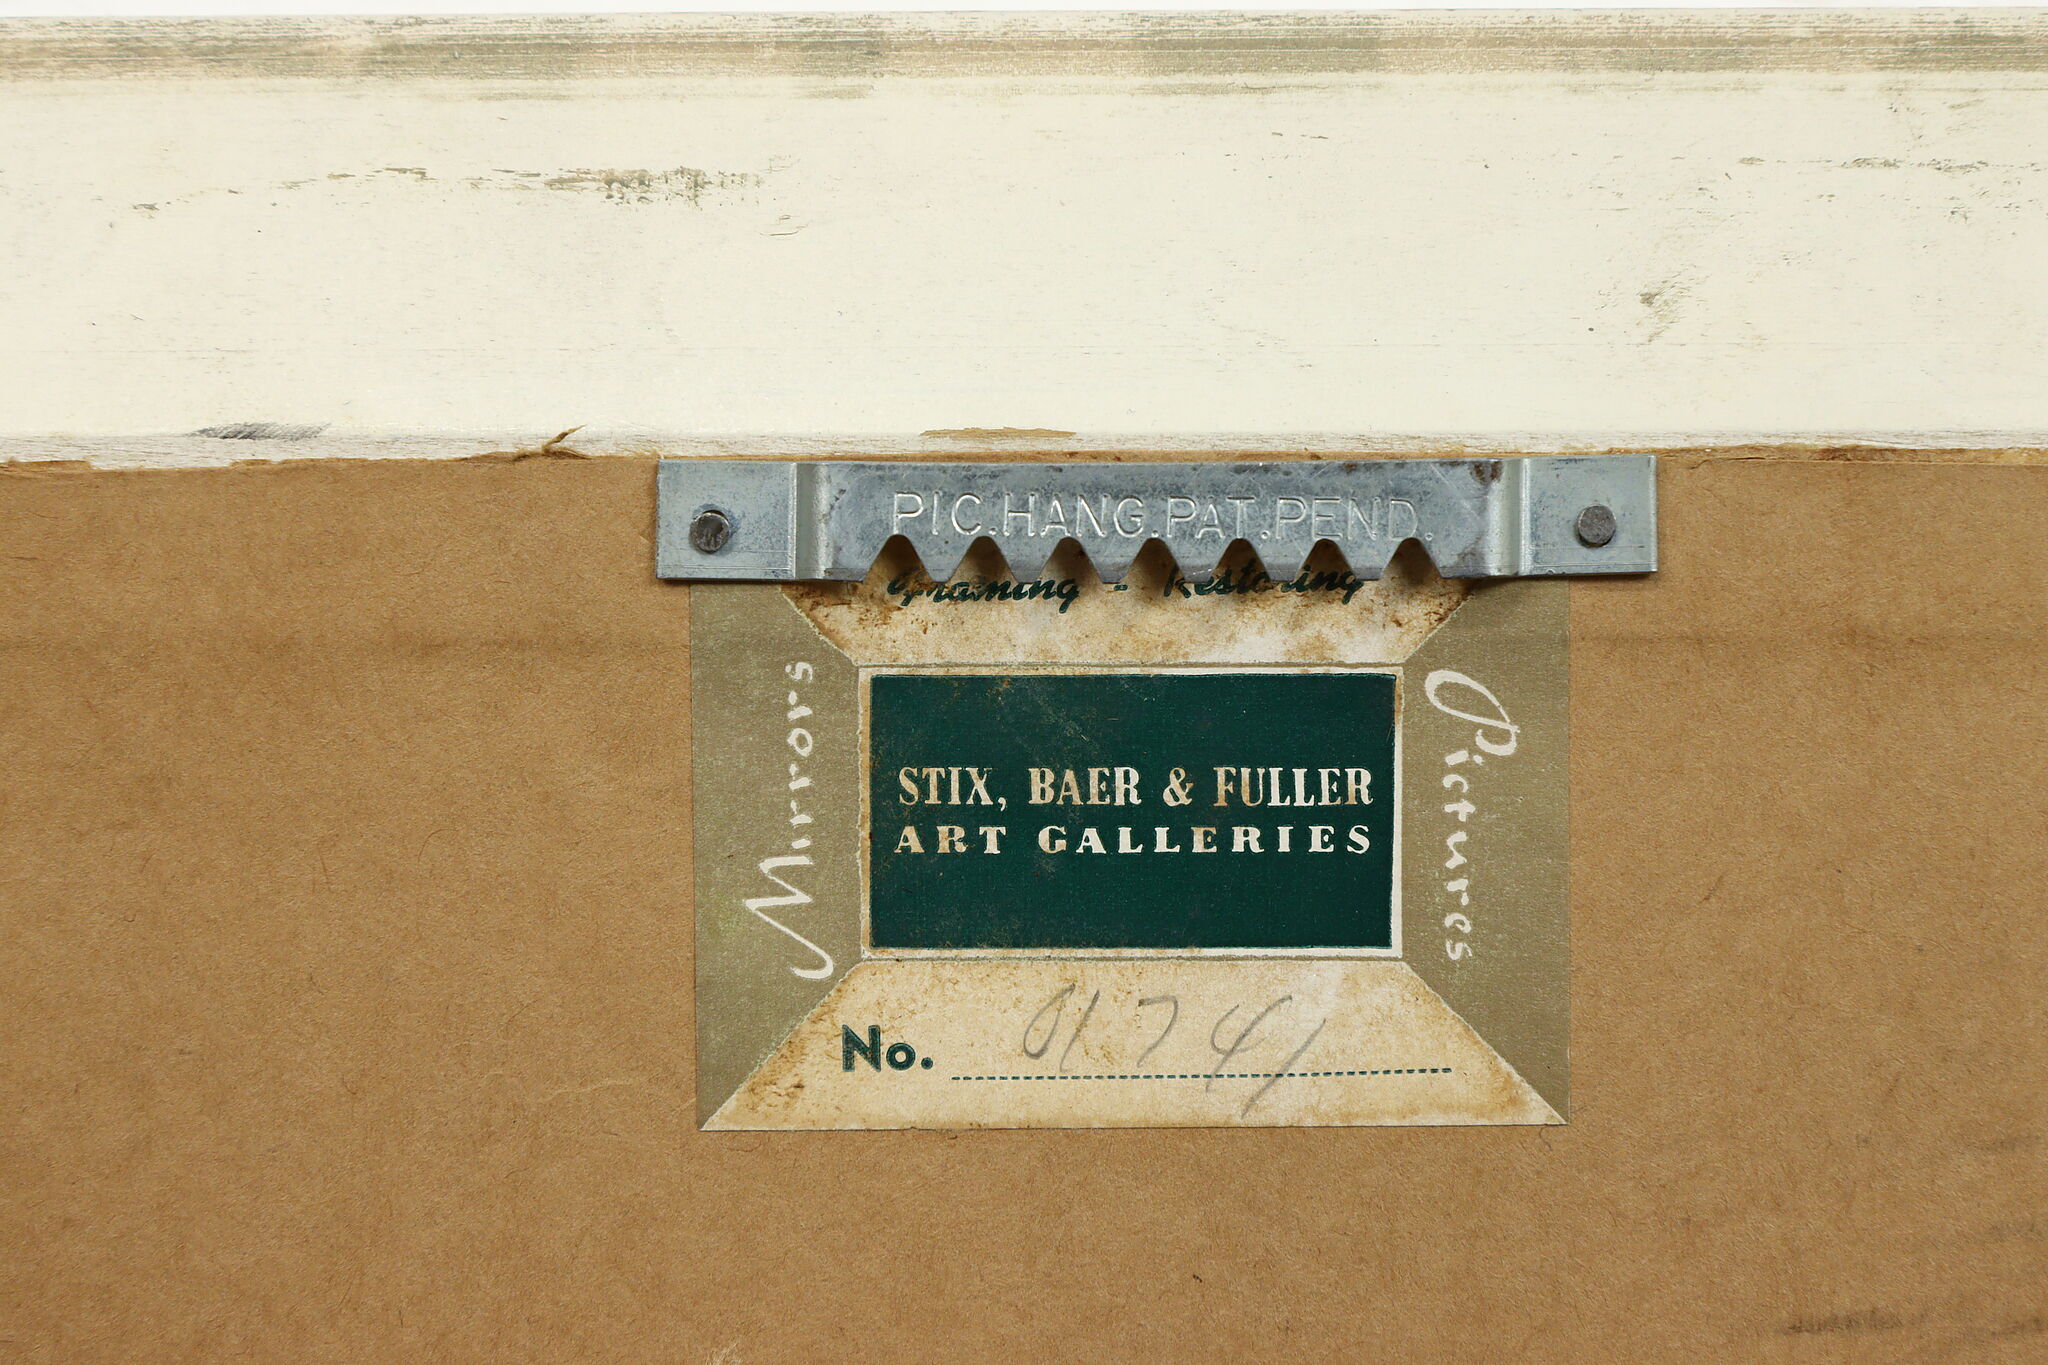 PIC.HANG.PAT.PEND.
Framing - Restoring
Mirrors
Pictures
STIX, BAER & FULLER
ART GALLERIES
No. 01741